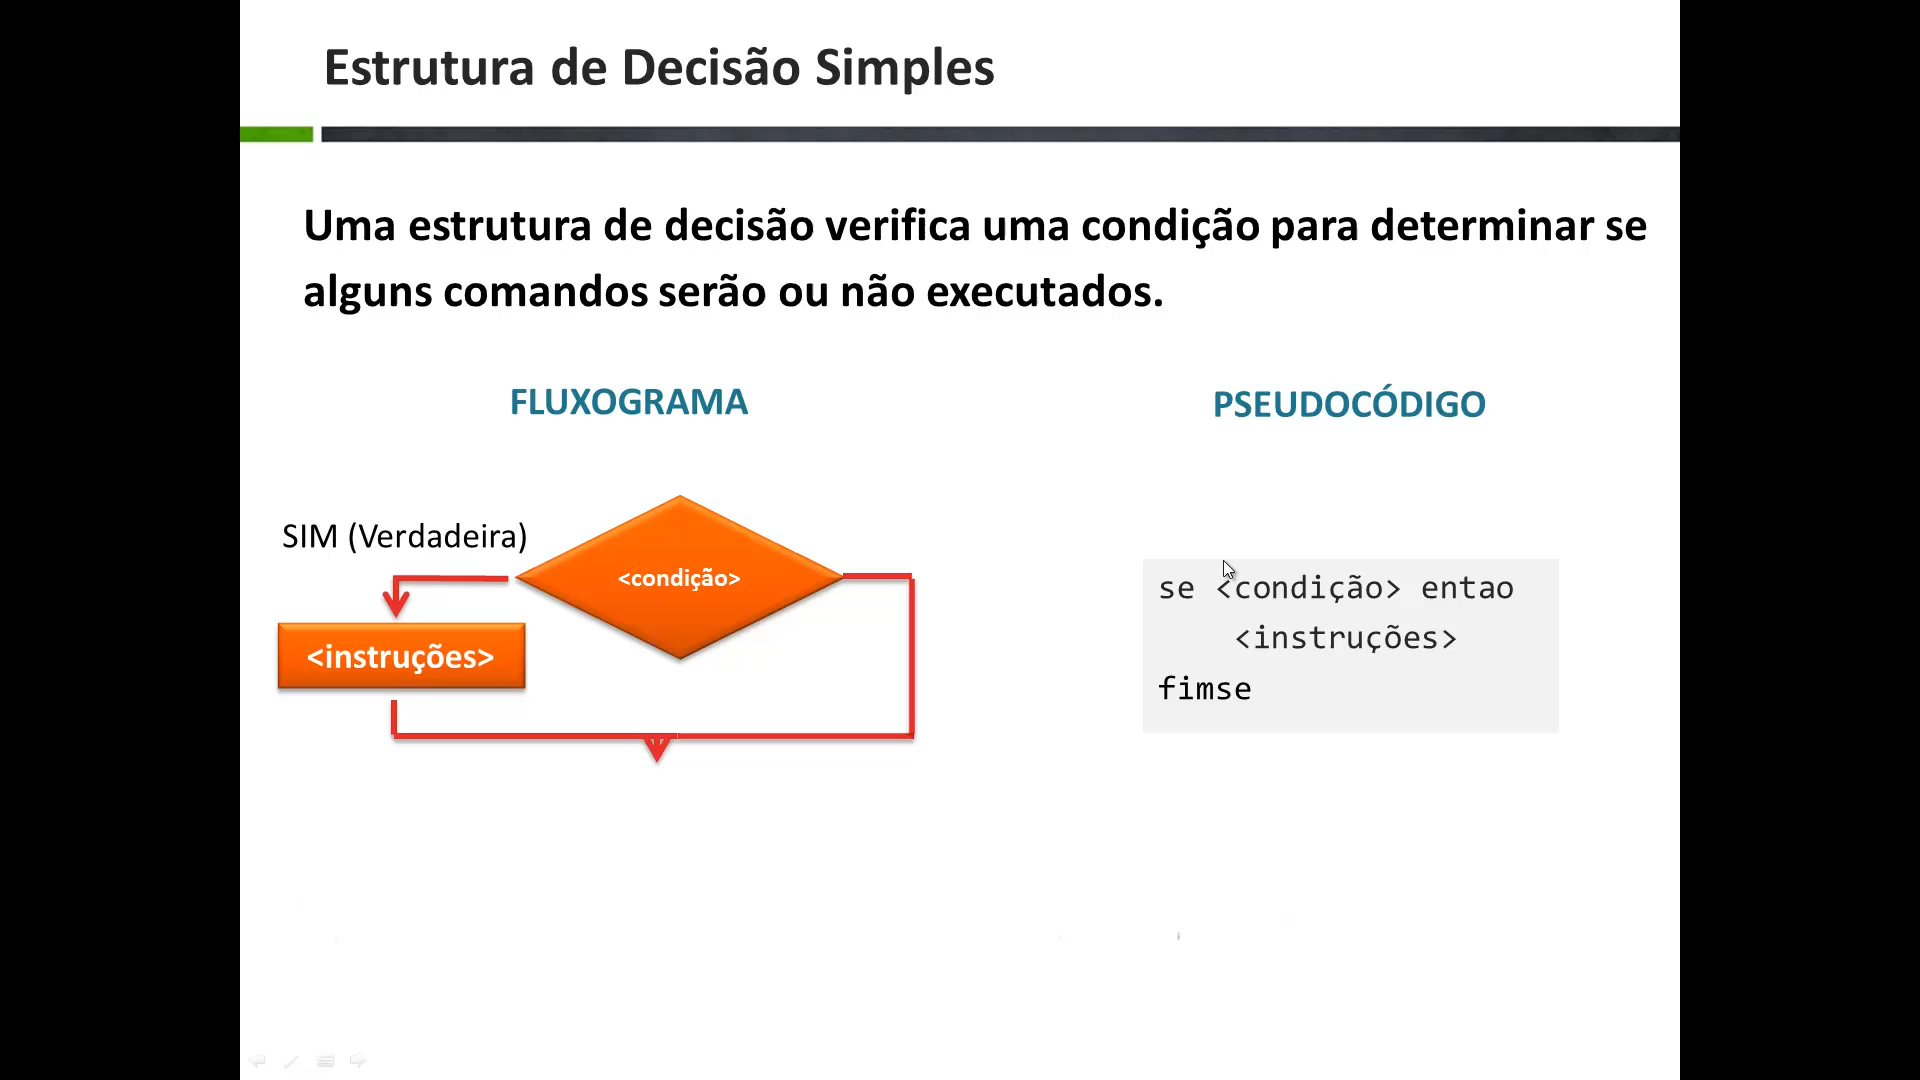 Estrutura de Decisão Simples
Uma estrutura de decisão verifica uma condição para determinar se
alguns comandos serão ou não executados.
FLUXOGRAMA
SIM (Verdadeira)
<condição>
<instruções>
PSEUDOCÓDIGO
se <condição> entao
<instruções>
fimse